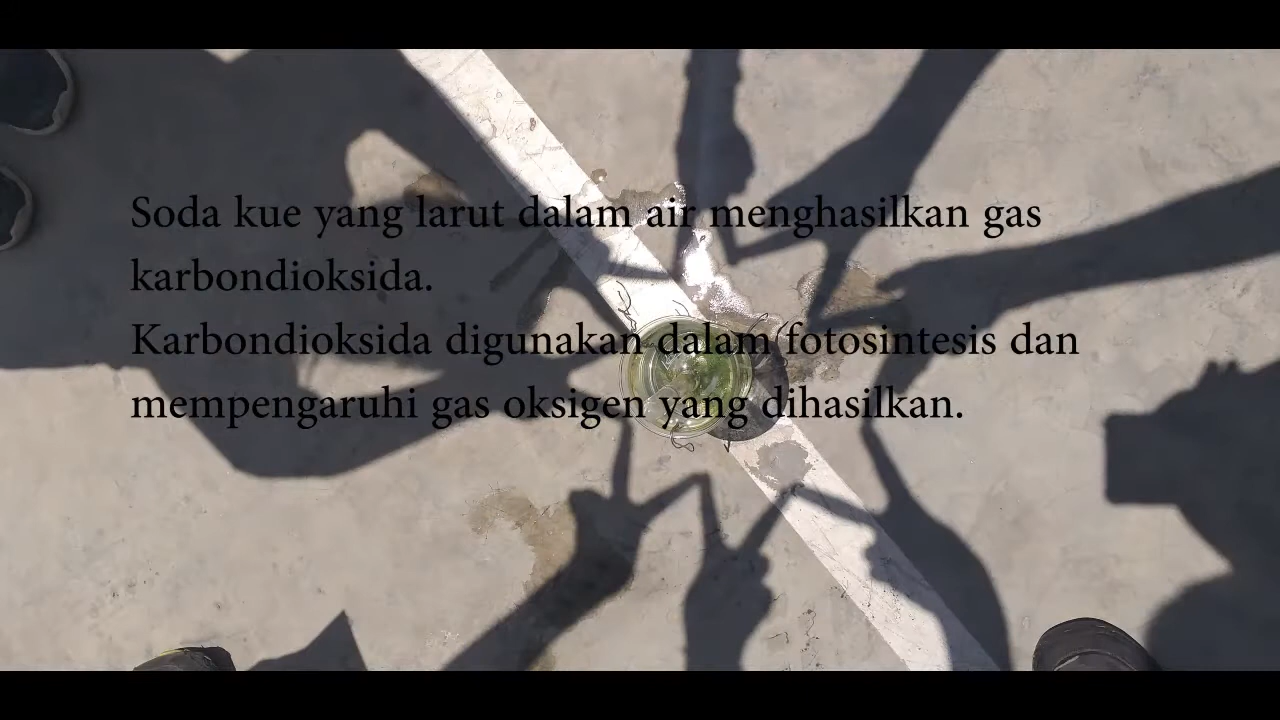 Soda kue yang larut dalam air menghasilkan gas
karbondioksida.
Karbondioksida digunakan dalam fotosintesis dan
mempengaruhi gas oksigen yang dihasilkan.